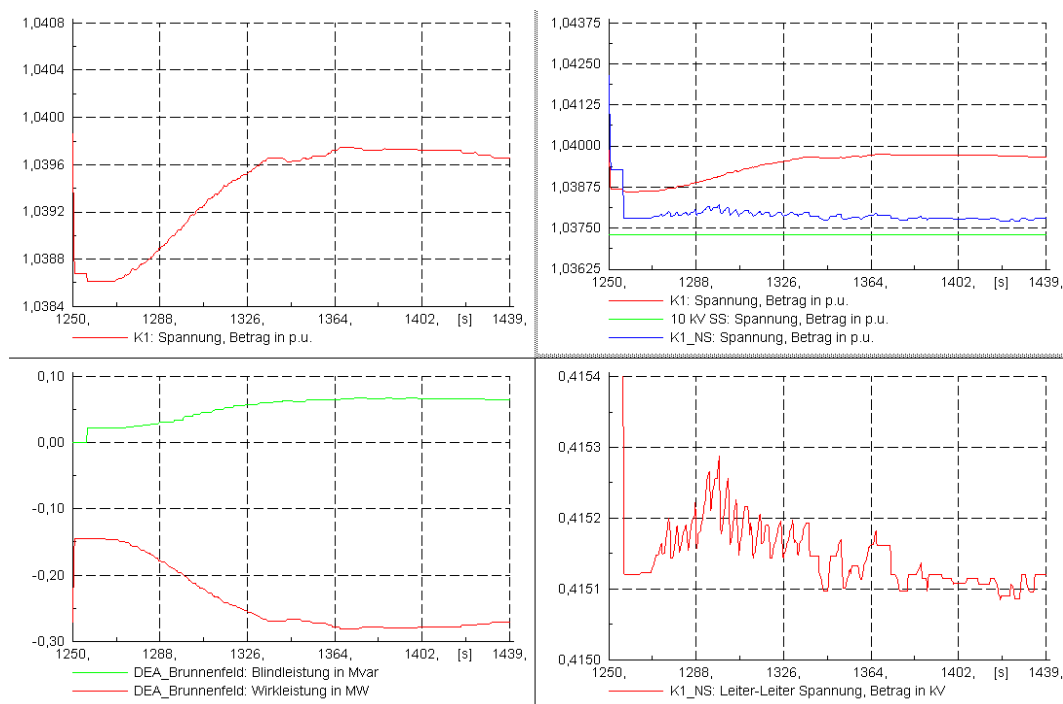 1,0408
1,0404
1,0400
1,0396
1,0392
1,0388
1,0384
1250, 1288, 1326, 1364, 1402, [s] 1439,
K1: Spannung, Betrag in p.u.
1,04375
1,04250
1,04125
1,04000
1,03875
1,03750
1,03625
1250, 1288, 1326, 1364, 1402, [s] 1439,
K1: Spannung, Betrag in p.u.
10 kV SS: Spannung, Betrag in p.u.
K1_NS: Spannung, Betrag in p.u.
0,10
0,00
-0,10
-0,20
-0,30
1250, 1288, 1326, 1364, 1402, [s] 1439,
DEA_Brunnenfeld: Blindleistung in Mvar
DEA_Brunnenfeld: Wirkleistung in MW
0,4154
0,4153
0,4152
0,4151
0,4150
1250, 1288, 1326, 1364, 1402, [s] 1439,
K1_NS: Leiter-Leiter Spannung, Betrag in kV